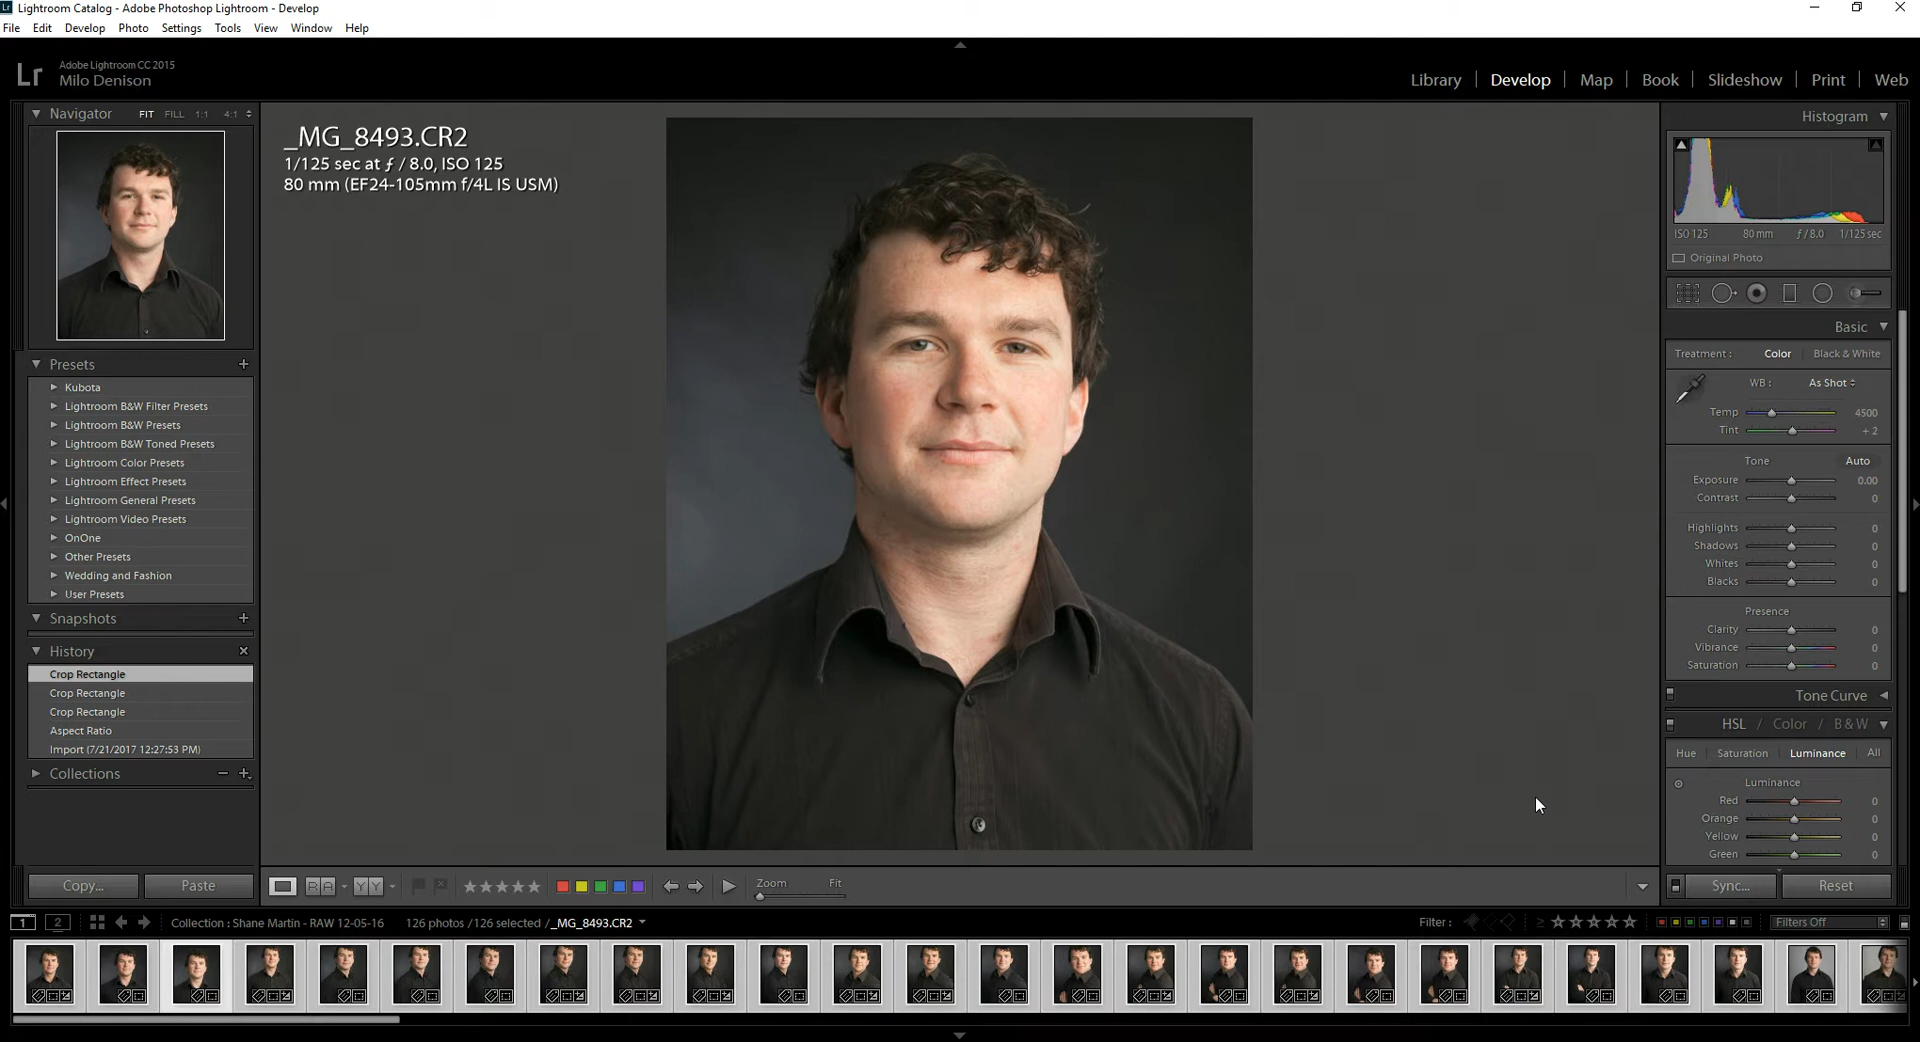 Lightroom Catalog - Adobe Photoshop Lightroom - Develop
File Edit Develop Photo Settings Tools View Window Help
Lr Adobe Lightroom CC 2015
Milo Denison
Library Develop Map Book Slideshow Print Web
Navigator FIT FILL 1:1 4:1
_MG_8493.CR2
1/125 sec at ƒ / 8.0, ISO 125
80 mm (EF24-105mm f/4L IS USM)
Presets +
Kubota
Lightroom B&W Filter Presets
Lightroom B&W Presets
Lightroom B&W Toned Presets
Lightroom Color Presets
Lightroom Effect Presets
Lightroom General Presets
Lightroom Video Presets
OnOne
Other Presets
Wedding and Fashion
User Presets
Snapshots +
History ×
Crop Rectangle
Crop Rectangle
Crop Rectangle
Aspect Ratio
Import (7/21/2017 12:27:53 PM)
Collections − +
Copy... Paste
Histogram
ISO 125 80 mm ƒ / 8.0 1/125 sec
Original Photo
Basic
Treatment : Color Black & White
WB : As Shot
Temp 4500
Tint + 2
Tone Auto
Exposure 0.00
Contrast 0
Highlights 0
Shadows 0
Whites 0
Blacks 0
Presence
Clarity 0
Vibrance 0
Saturation 0
Tone Curve
HSL / Color / B & W
Hue Saturation Luminance All
Luminance
Red 0
Orange 0
Yellow 0
Green 0
Sync... Reset
R A Y Y Zoom Fit
1 2 Collection : Shane Martin - RAW 12-05-16 126 photos / 126 selected / _MG_8493.CR2 Filter : ≥ Filters Off